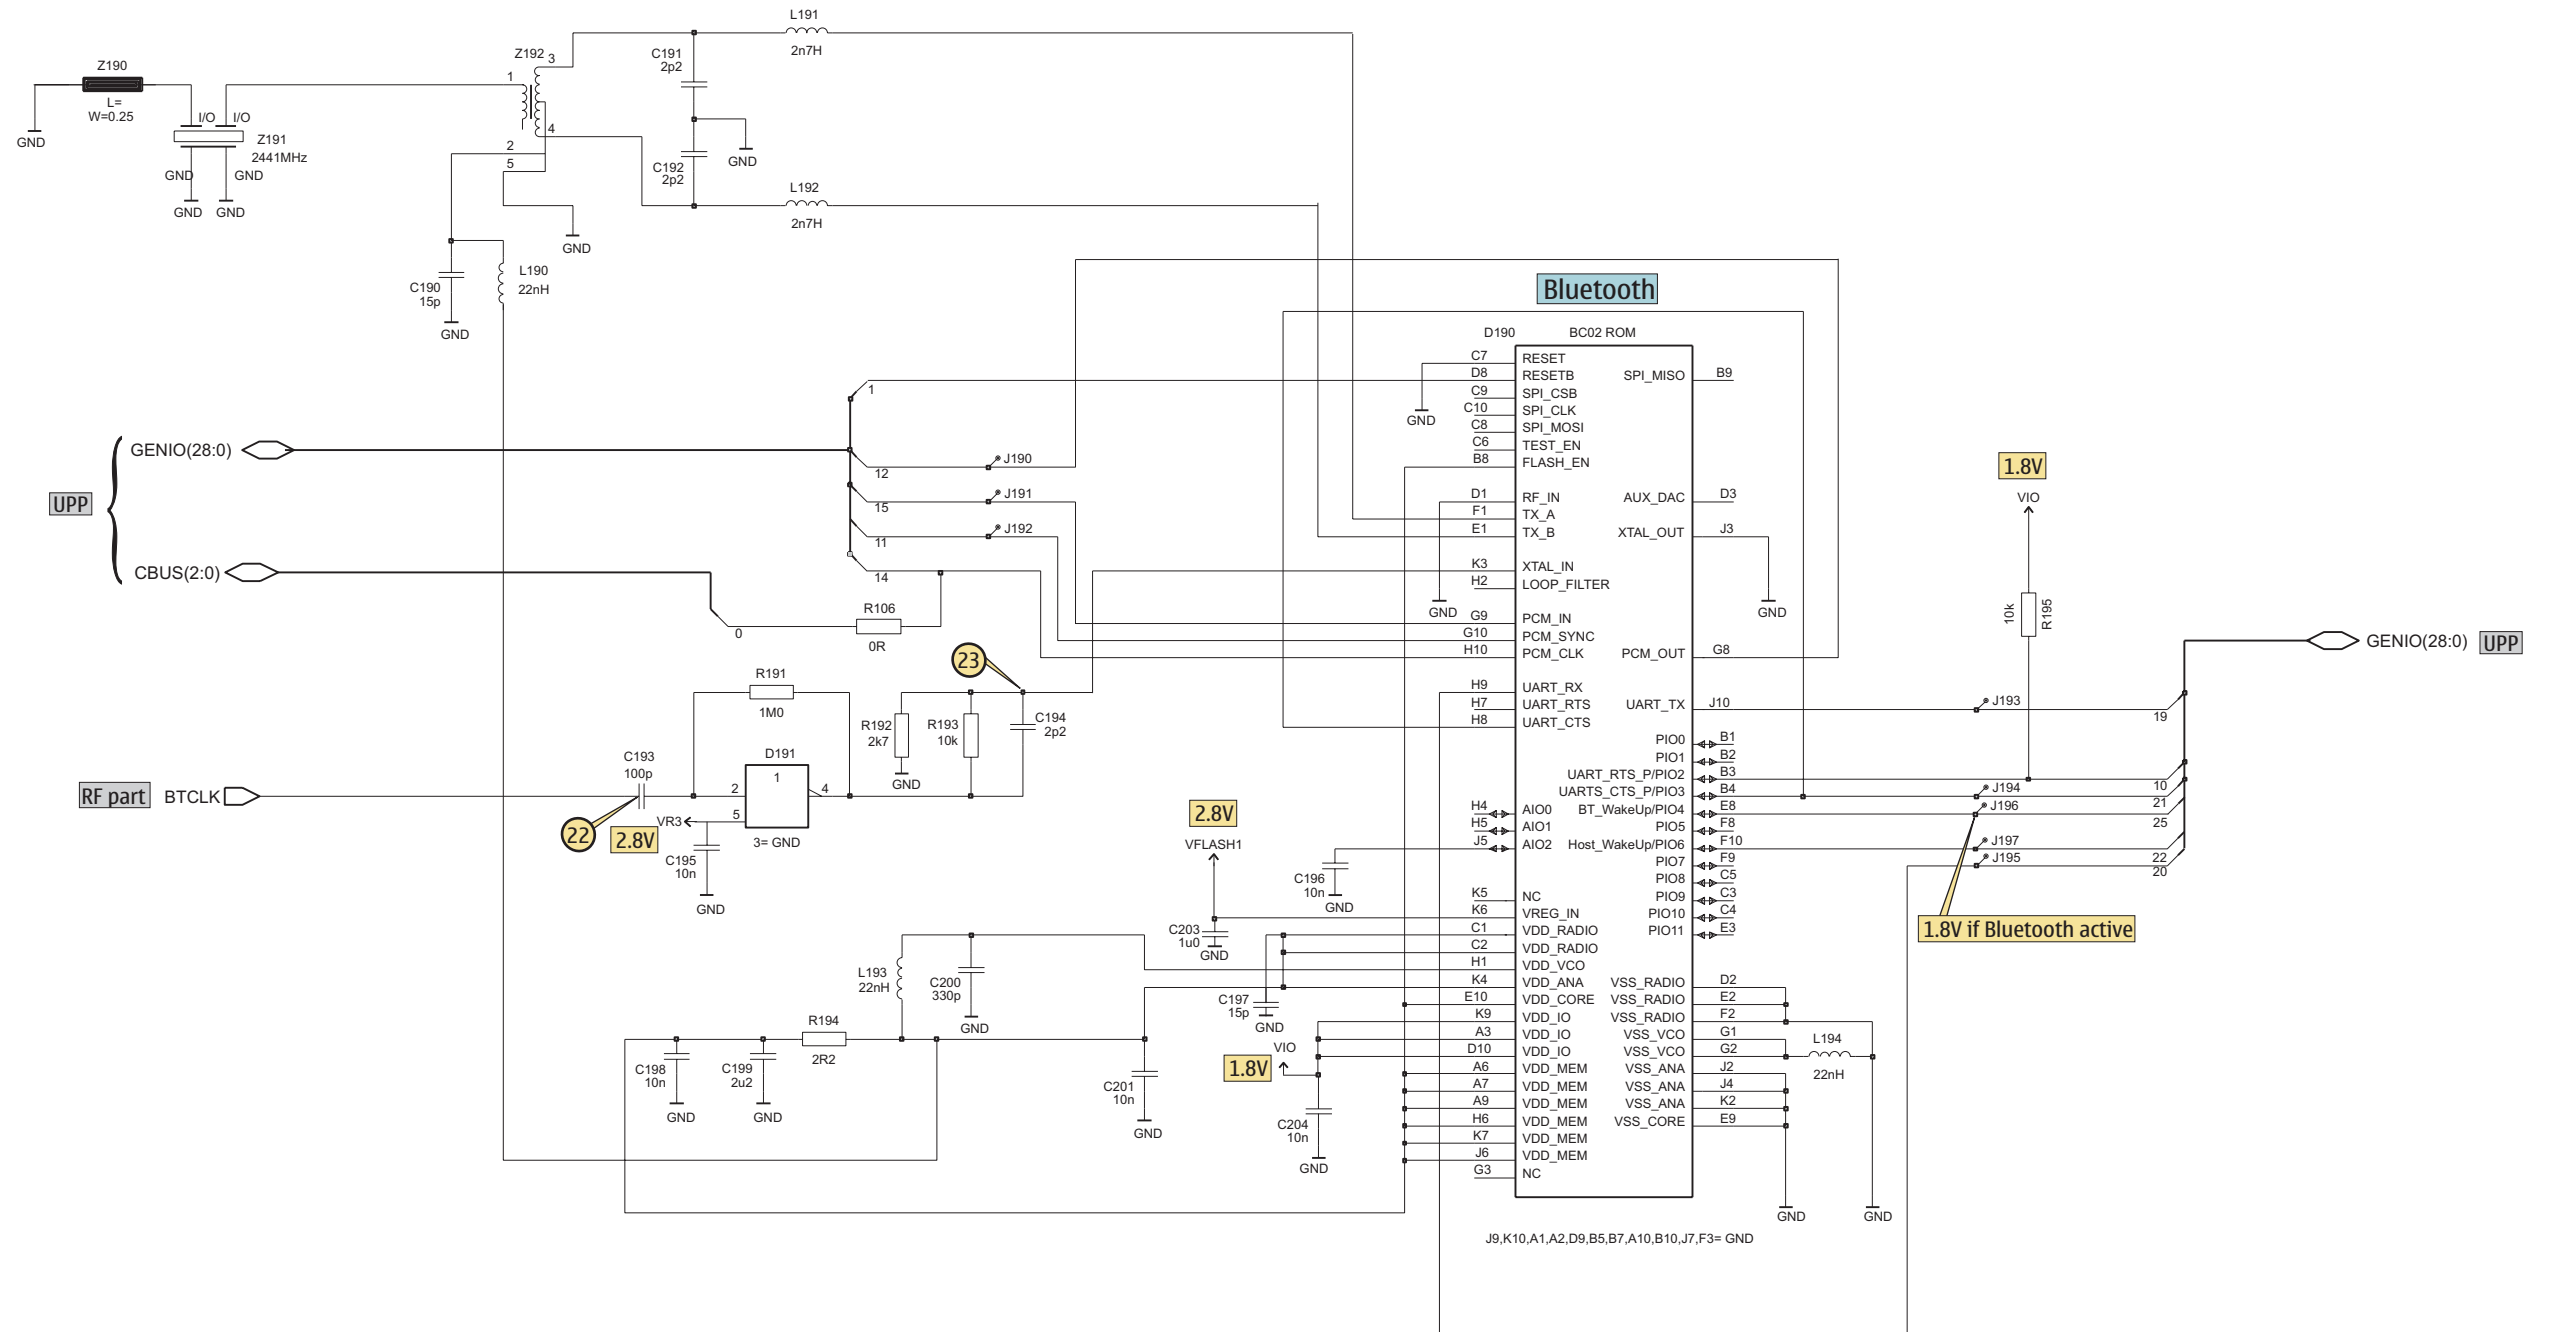 L191
2n7H
Z190
L=
W=0.25
GND
I/O
I/O
Z191
2441MHz
GND
GND
GND
GND
Z192
1
3
4
2
5
C191
2p2
GND
C192
2p2
L192
2n7H
GND
C190
15p
GND
L190
22nH
Bluetooth
D190
BC02 ROM
UPP
GENIO(28:0)
CBUS(2:0)
1
12
J190
15
J191
11
J192
14
0
R106
0R
23
R191
1M0
R192
2k7
GND
R193
10k
C194
2p2
RF part
BTCLK
C193
100p
22
2.8V
VR3
2
5
D191
1
4
3= GND
C195
10n
GND
L193
22nH
C200
330p
GND
R194
2R2
C198
10n
GND
C199
2u2
GND
C201
10n
GND
2.8V
VFLASH1
C203
1u0
GND
C196
10n
GND
C197
15p
GND
1.8V
VIO
C204
10n
GND
GND
GND
C7 RESET
D8 RESETB
C9 SPI_CSB
C10 SPI_CLK
C8 SPI_MOSI
C6 TEST_EN
B8 FLASH_EN
D1 RF_IN
F1 TX_A
E1 TX_B
K3 XTAL_IN
H2 LOOP_FILTER
G9 PCM_IN
G10 PCM_SYNC
H10 PCM_CLK
H9 UART_RX
H7 UART_RTS
H8 UART_CTS
H4 AIO0
H5 AIO1
J5 AIO2
K5 NC
K6 VREG_IN
C1 VDD_RADIO
C2 VDD_RADIO
H1 VDD_VCO
K4 VDD_ANA
E10 VDD_CORE
K9 VDD_IO
A3 VDD_IO
D10 VDD_IO
A6 VDD_MEM
A7 VDD_MEM
A9 VDD_MEM
H6 VDD_MEM
K7 VDD_MEM
J6 VDD_MEM
G3 NC
SPI_MISO B9
AUX_DAC D3
XTAL_OUT J3
GND
PCM_OUT G8
UART_TX J10
PIO0 B1
PIO1 B2
UART_RTS_P/PIO2 B3
UARTS_CTS_P/PIO3 B4
BT_WakeUp/PIO4 E8
PIO5 F8
Host_WakeUp/PIO6 F10
PIO7 F9
PIO8 C5
PIO9 C3
PIO10 C4
PIO11 E3
VSS_RADIO D2
VSS_RADIO E2
VSS_RADIO F2
VSS_VCO G1
VSS_VCO G2
VSS_ANA J2
VSS_ANA J4
VSS_ANA K2
VSS_CORE E9
L194
22nH
GND
GND
J9,K10,A1,A2,D9,B5,B7,A10,B10,J7,F3= GND
1.8V
VIO
10k
R195
GENIO(28:0)
UPP
J193
19
10
J194
21
J196
25
J197
22
J195
20
1.8V if Bluetooth active